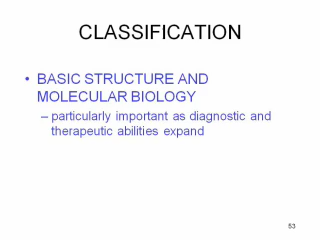 CLASSIFICATION
• BASIC STRUCTURE AND
MOLECULAR BIOLOGY
– particularly important as diagnostic and
therapeutic abilities expand
53